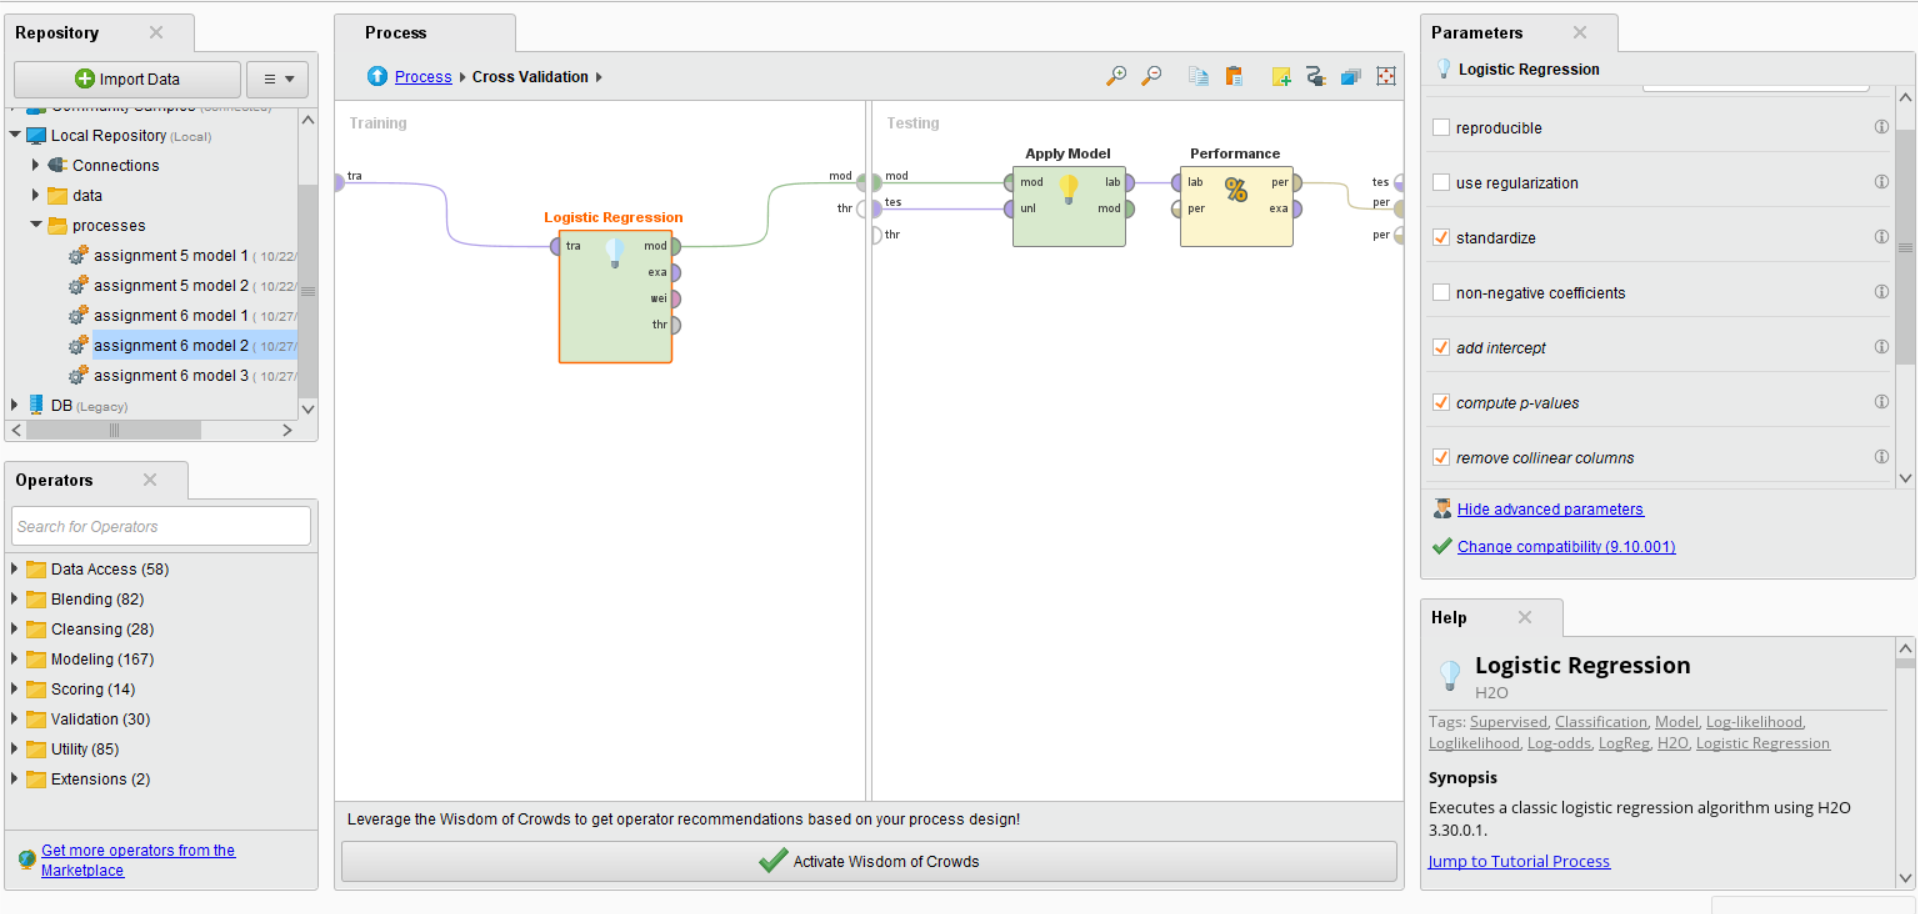 Repository
Import Data
Community Samples (connected)
Local Repository (Local)
Connections
data
processes
assignment 5 model 1 ( 10/22/
assignment 5 model 2 ( 10/22/
assignment 6 model 1 ( 10/27/
assignment 6 model 2 ( 10/27/
assignment 6 model 3 ( 10/27/
DB (Legacy)
Operators
Search for Operators
Data Access (58)
Blending (82)
Cleansing (28)
Modeling (167)
Scoring (14)
Validation (30)
Utility (85)
Extensions (2)
Get more operators from the
Marketplace
Process
Process Cross Validation
Training
tra
Logistic Regression
tra mod
exa
wei
thr
mod
thr
Testing
mod
tes
thr
Apply Model
mod lab
unl mod
Performance
lab % per
per exa
tes
per
per
Leverage the Wisdom of Crowds to get operator recommendations based on your process design!
Activate Wisdom of Crowds
Parameters
Logistic Regression
reproducible
use regularization
standardize
non-negative coefficients
add intercept
compute p-values
remove collinear columns
Hide advanced parameters
Change compatibility (9.10.001)
Help
Logistic Regression
H2O
Tags: Supervised, Classification, Model, Log-likelihood,
Loglikelihood, Log-odds, LogReg, H2O, Logistic Regression
Synopsis
Executes a classic logistic regression algorithm using H2O
3.30.0.1.
Jump to Tutorial Process